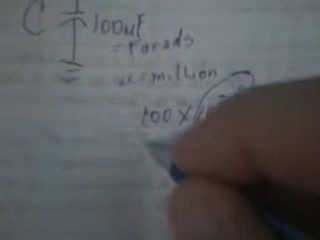 C 100uF
= Farads
u = million
100 X